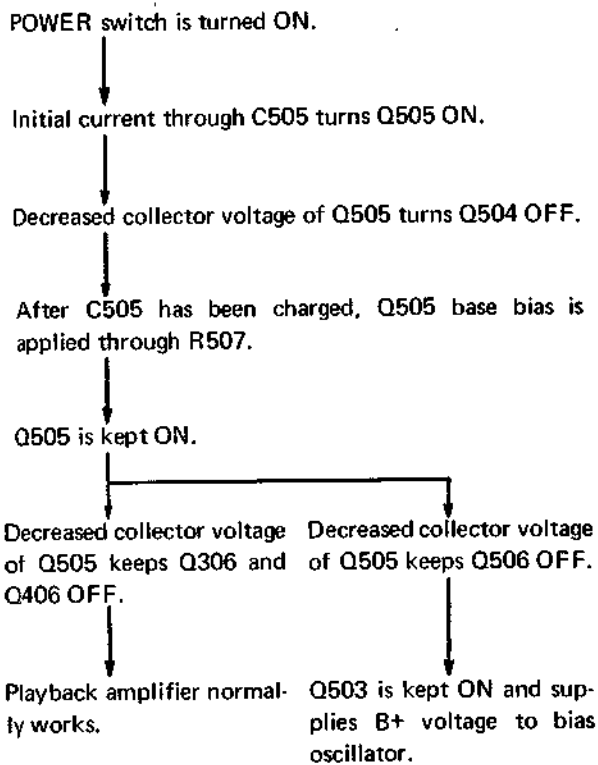 POWER switch is turned ON.
Initial current through C505 turns Q505 ON.
Decreased collector voltage of Q505 turns Q504 OFF.
After C505 has been charged, Q505 base bias is
applied through R507.
Q505 is kept ON.
Decreased collector voltage
of Q505 keeps Q306 and
Q406 OFF.
Decreased collector voltage
of Q505 keeps Q506 OFF.
Playback amplifier normal-
ly works.
Q503 is kept ON and sup-
plies B+ voltage to bias
oscillator.